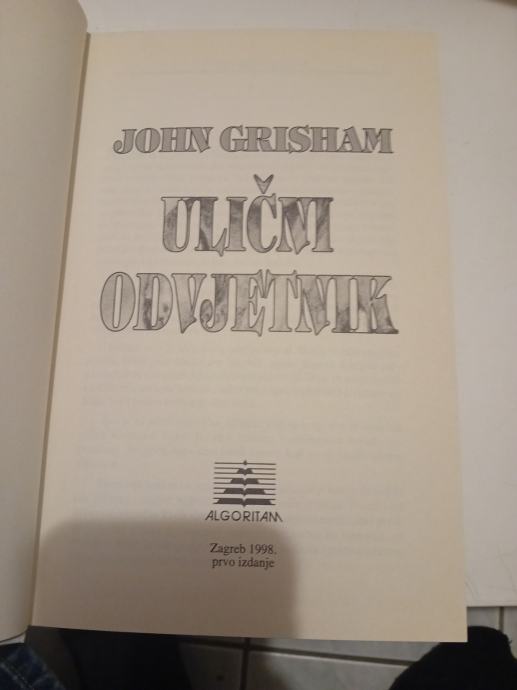 JOHN GRISHAM
ULIČNI
ODVJETNIK
ALGORITAM
Zagreb 1998.
prvo izdanje